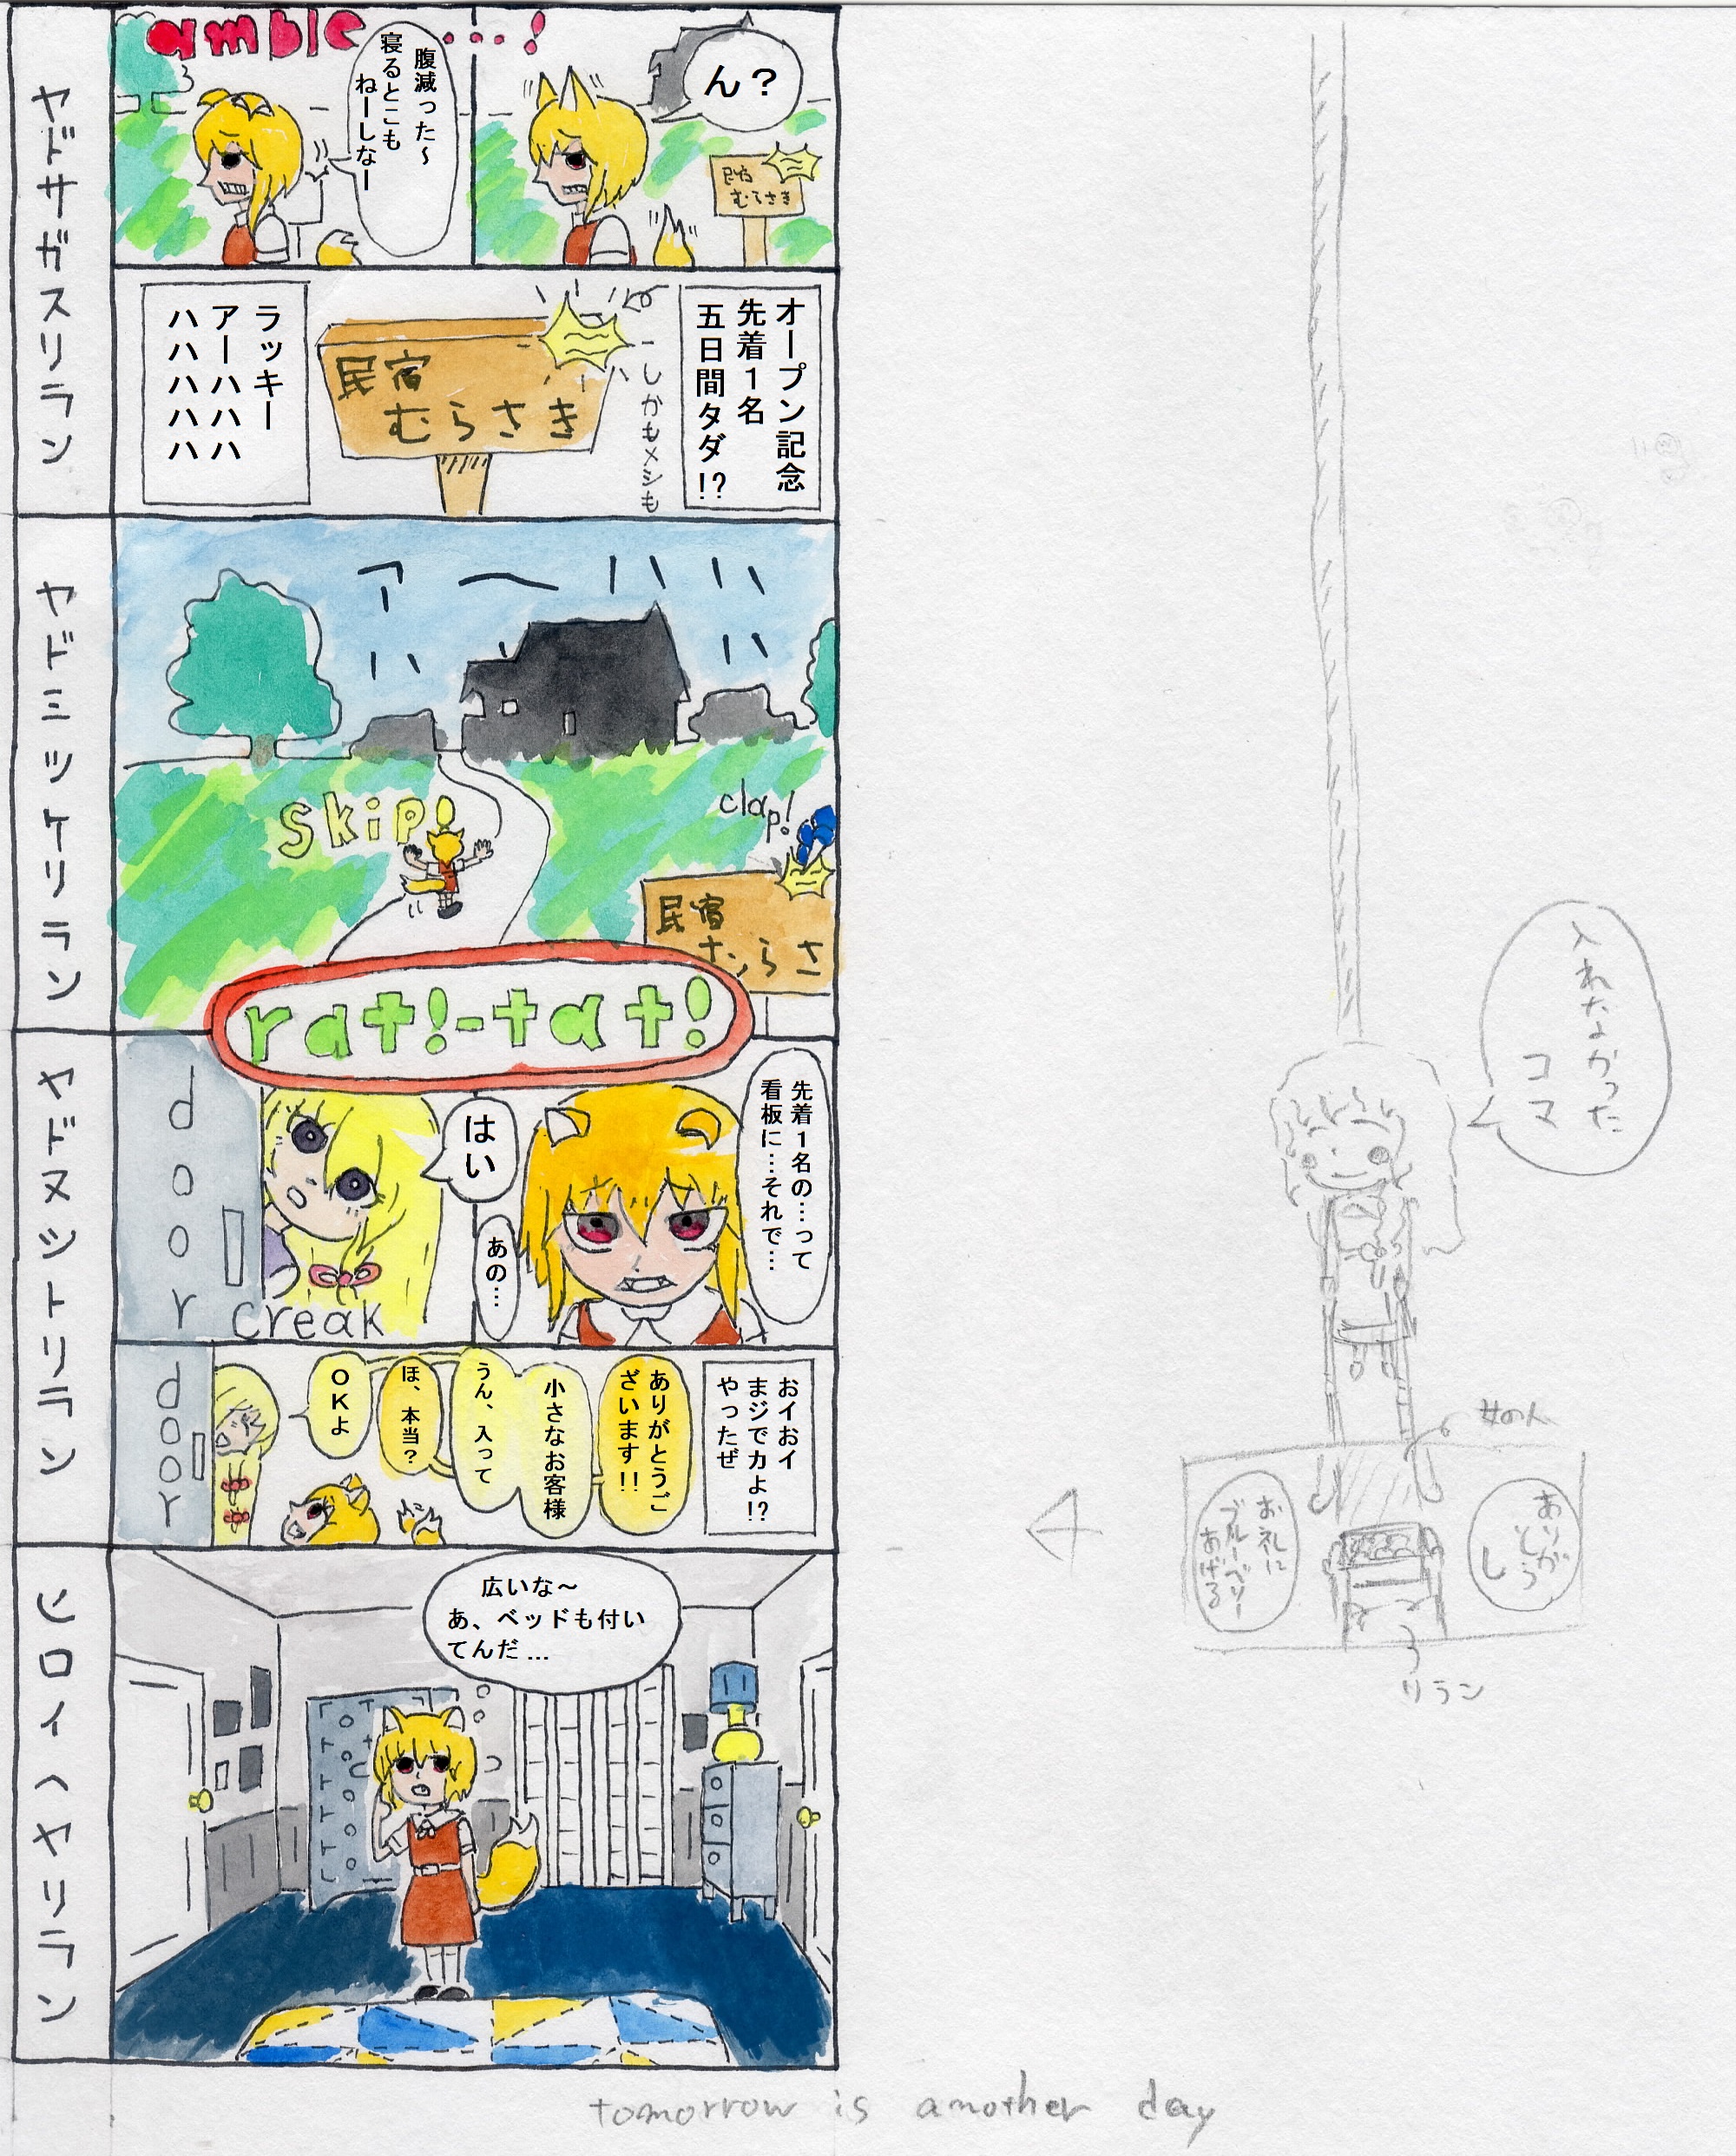 ヤドサガスリラン
amble ...!
腹減った～
寝るとこも
ねーしなー
ん？
民宿
むらさき
オープン記念
先着１名
五日間タダ!?
しかもメシも
民宿
むらさき
ラッキー
アーハハハ
ハハハハハ
ヤドミツケリラン
アーハハハハ
skip!
clap!
民宿
むらさ
rat!-tat!
ヤドヌシトリラン
door
creak
はい
あの…
先着１名の…って
看板に…それで…
door
おイおイ
まジでカよ!?
やったぜ
ありがとうご
ざいます!!
小さなお客様
うん、入って
ほ、本当？
ＯＫよ
ヒロイヘヤリラン
広いな～
あ、ベッドも付い
てんだ…
入れなかった
コマ
女の人
ありがとうし
お礼に
ブルーベリー
あげる
リラン
tomorrow is another day